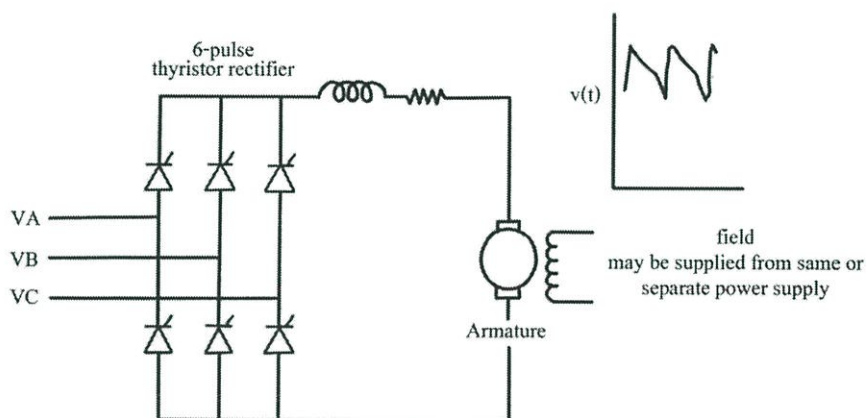 6-pulse
thyristor rectifier
v(t)
VA
VB
VC
field
may be supplied from same or
separate power supply
Armature